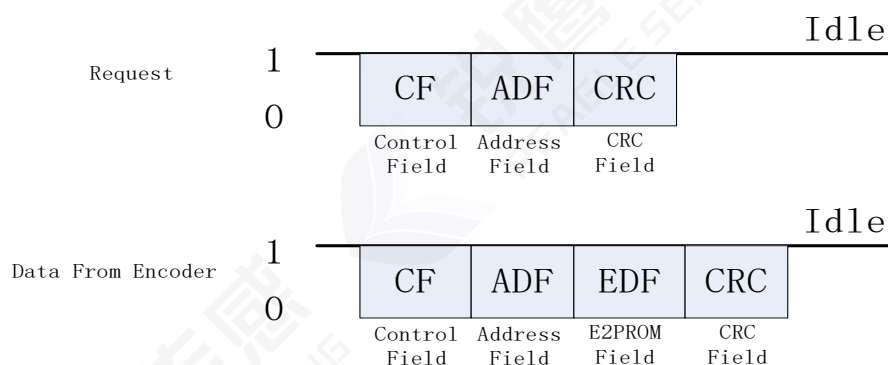 Idle
Request
1
0
CF ADF CRC
Control Field
Address Field
CRC Field
Idle
Data From Encoder
1
0
CF ADF EDF CRC
Control Field
Address Field
E2PROM Field
CRC Field